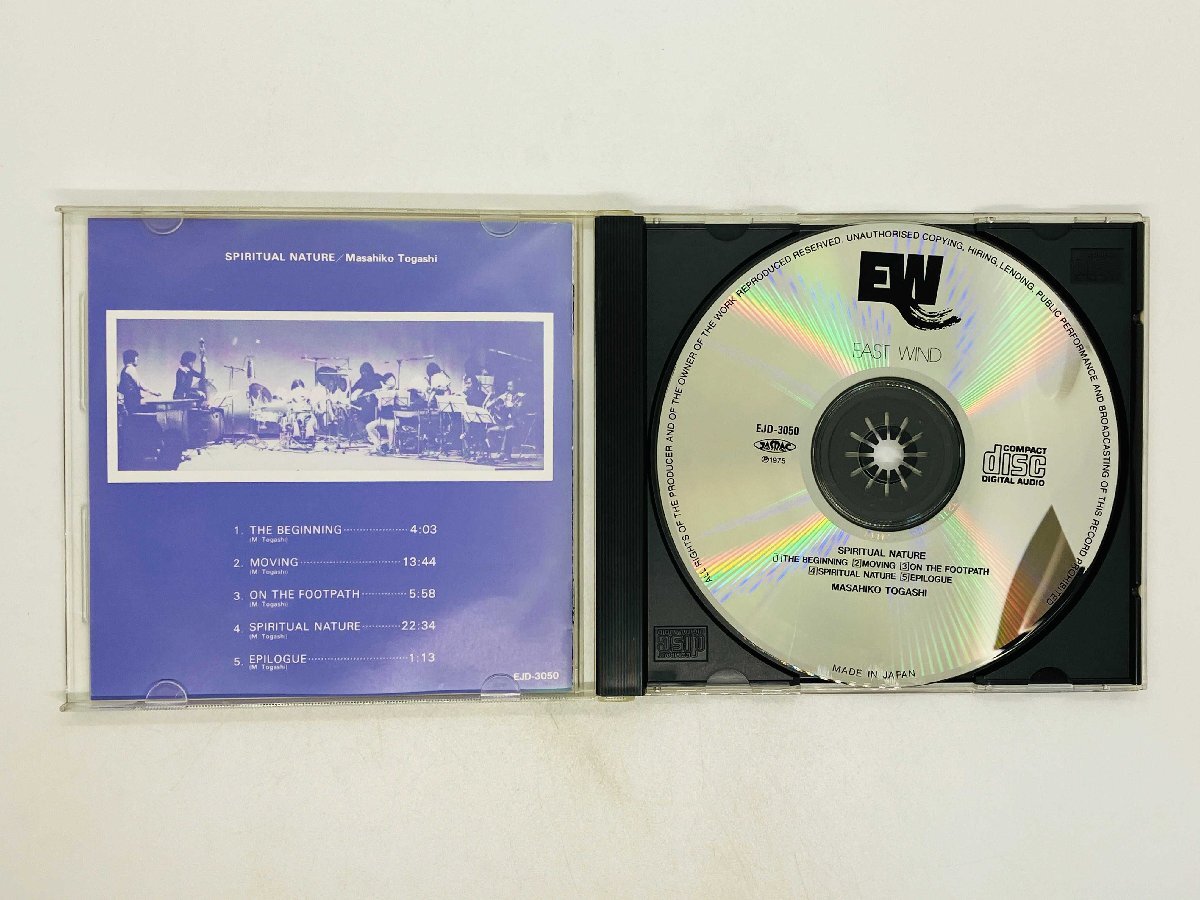 SPIRITUAL NATURE / Masahiko Togashi
1. THE BEGINNING 4:03
(M Togashi)
2. MOVING 13:44
(M Togashi)
3. ON THE FOOTPATH 5:58
(M Togashi)
4. SPIRITUAL NATURE 22:34
(M Togashi)
5. EPILOGUE 1:13
(M Togashi)
EJD-3050
ALL RIGHTS OF THE PRODUCER AND OF THE OWNER OF THE WORK REPRODUCED RESERVED. UNAUTHORISED COPYING, HIRING, LENDING, PUBLIC PERFORMANCE AND BROADCASTING OF THIS RECORD PROHIBITED.
EW
EAST WIND
EJD-3050
JASRAC
℗1975
COMPACT
disc
DIGITAL AUDIO
SPIRITUAL NATURE
1 THE BEGINNING 2 MOVING 3 ON THE FOOTPATH
4 SPIRITUAL NATURE 5 EPILOGUE
MASAHIKO TOGASHI
MADE IN JAPAN